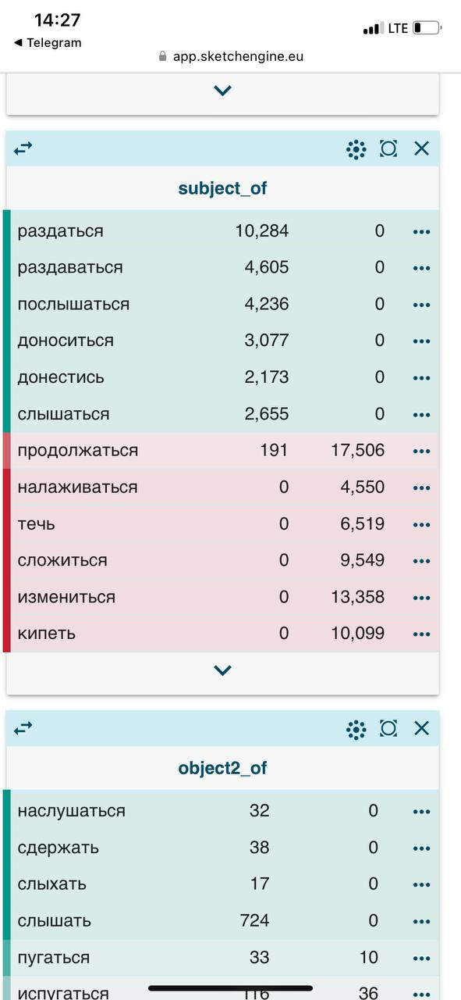 14:27
LTE
◀ Telegram
app.sketchengine.eu
subject_of
раздаться 10,284 0
раздаваться 4,605 0
послышаться 4,236 0
доноситься 3,077 0
донестись 2,173 0
слышаться 2,655 0
продолжаться 191 17,506
налаживаться 0 4,550
течь 0 6,519
сложиться 0 9,549
измениться 0 13,358
кипеть 0 10,099
object2_of
наслушаться 32 0
сдержать 38 0
слыхать 17 0
слышать 724 0
пугаться 33 10
испугаться 116 36